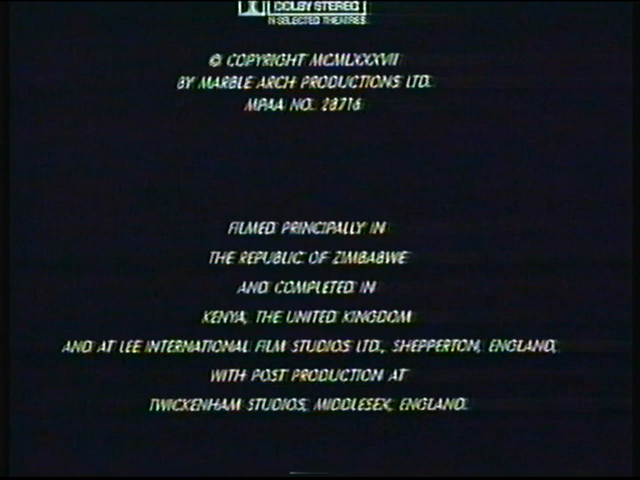 DOLBY STEREO
IN SELECTED THEATRES
© COPYRIGHT MCMLXXXVII
BY MARBLE ARCH PRODUCTIONS LTD.
MPAA NO. 28716
FILMED PRINCIPALLY IN
THE REPUBLIC OF ZIMBABWE
AND COMPLETED IN
KENYA, THE UNITED KINGDOM
AND AT LEE INTERNATIONAL FILM STUDIOS LTD., SHEPPERTON, ENGLAND,
WITH POST PRODUCTION AT
TWICKENHAM STUDIOS, MIDDLESEX, ENGLAND.